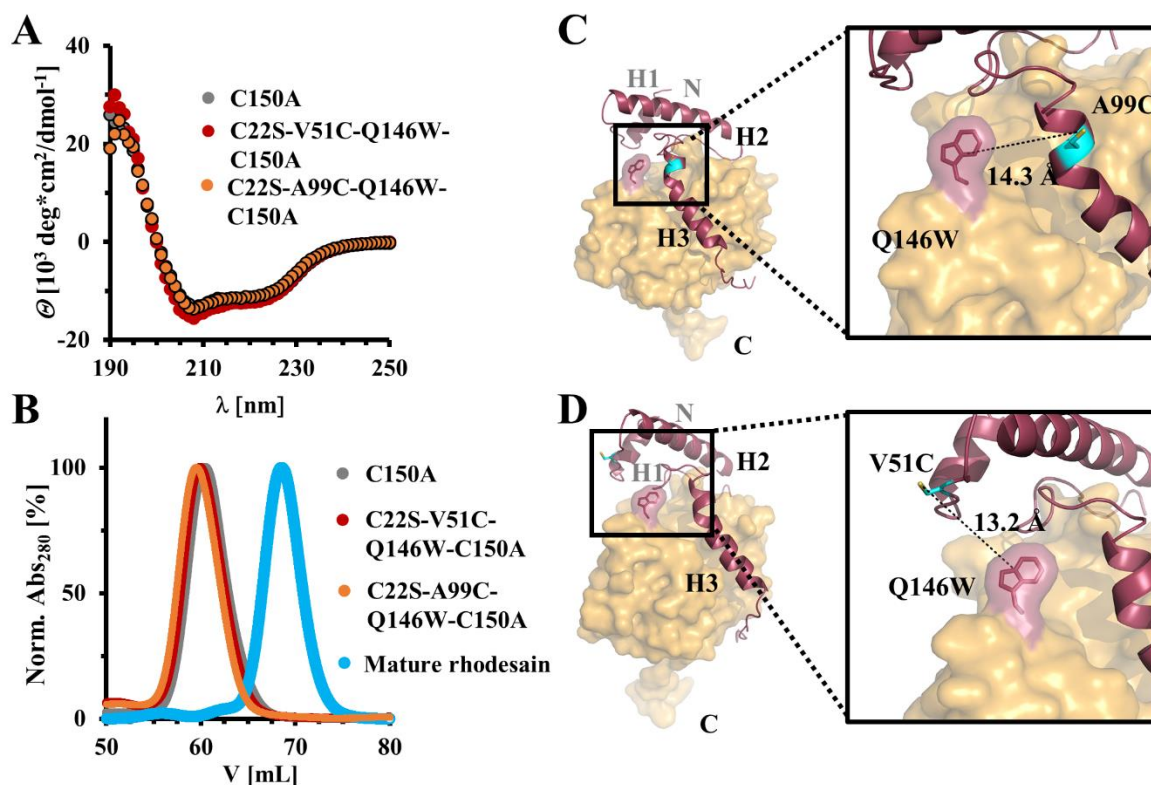 A
40
20
0
-20
Θ [10³ deg*cm²/dmol⁻¹]
C150A
C22S-V51C-Q146W-
C150A
C22S-A99C-Q146W-
C150A
190
210
230
250
λ [nm]
B
100
50
0
Norm. Abs₂₈₀ [%]
C150A
C22S-V51C-
Q146W-C150A
C22S-A99C-
Q146W-C150A
Mature rhodesain
50
60
70
80
V [mL]
C
H1
N
H2
H3
C
A99C
14.3 Å
Q146W
D
N
H1
H2
H3
C
V51C
13.2 Å
Q146W